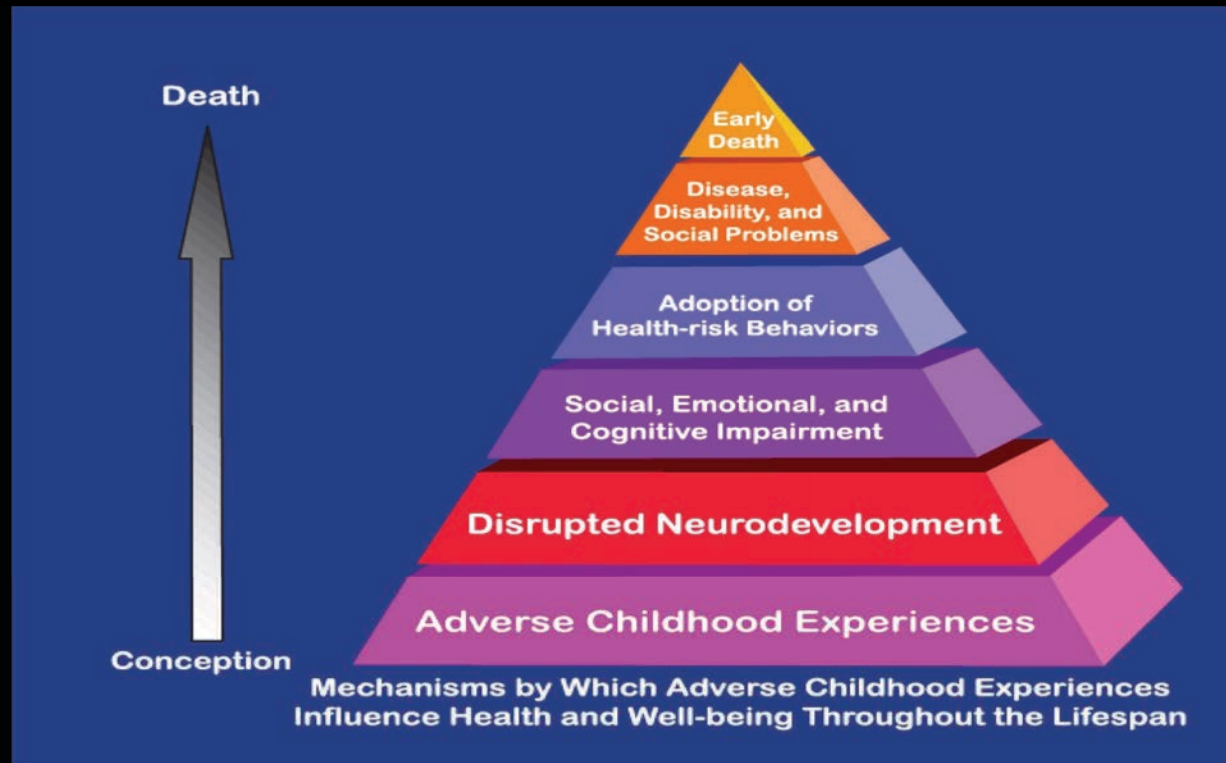 Death
Conception
Early
Death
Disease,
Disability, and
Social Problems
Adoption of
Health-risk Behaviors
Social, Emotional, and
Cognitive Impairment
Disrupted Neurodevelopment
Adverse Childhood Experiences
Mechanisms by Which Adverse Childhood Experiences
Influence Health and Well-being Throughout the Lifespan